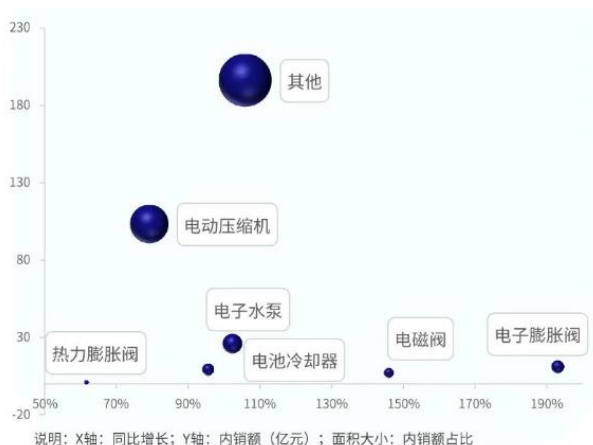 230
180
130
80
30
-20
其他
电动压缩机
电子水泵
电池冷却器
热力膨胀阀
电磁阀
电子膨胀阀
50% 70% 90% 110% 130% 150% 170% 190%
说明：X轴：同比增长；Y轴：内销额（亿元）；面积大小：内销额占比